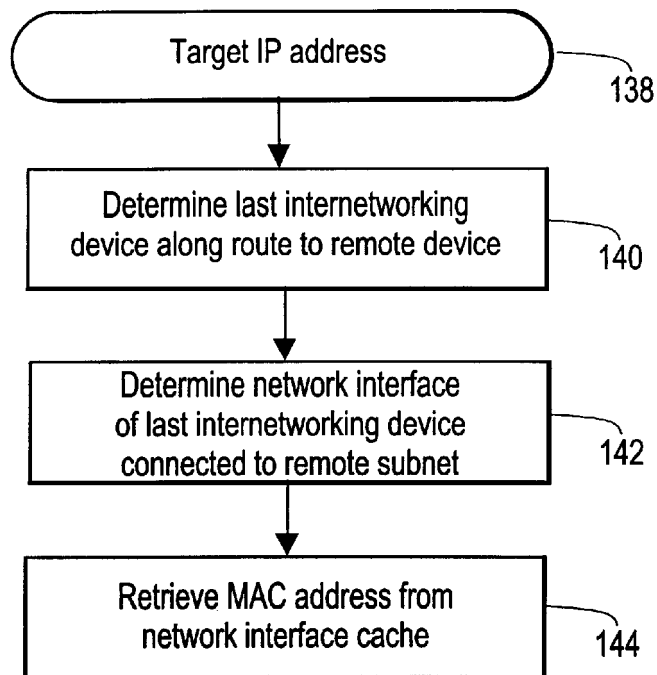 Target IP address
138
Determine last internetworking
device along route to remote device
140
Determine network interface
of last internetworking device
connected to remote subnet
142
Retrieve MAC address from
network interface cache
144